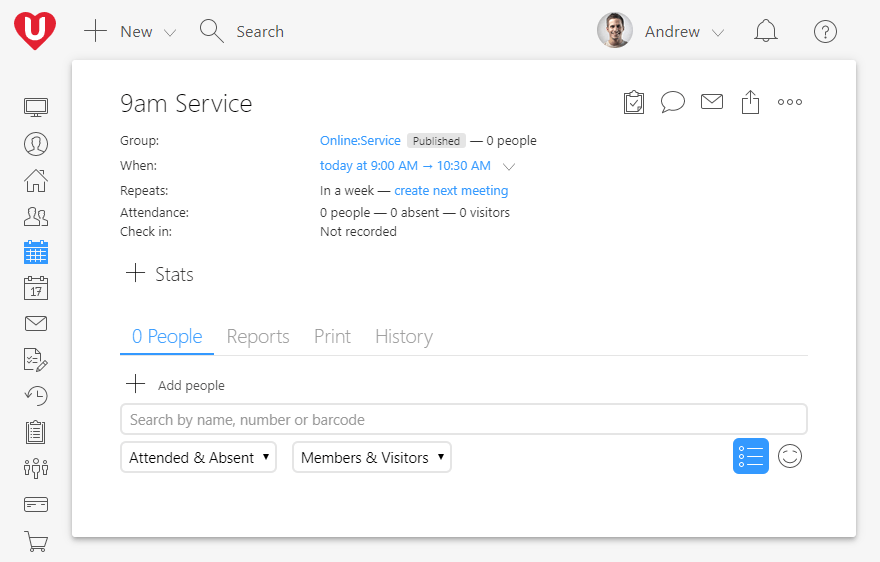 U New Search Andrew ?
9am Service
Group: Online:Service Published — 0 people
When: today at 9:00 AM → 10:30 AM
Repeats: In a week — create next meeting
Attendance: 0 people — 0 absent — 0 visitors
Check in: Not recorded
17
Stats
0 People Reports Print History
Add people
Search by name, number or barcode
Attended & Absent Members & Visitors